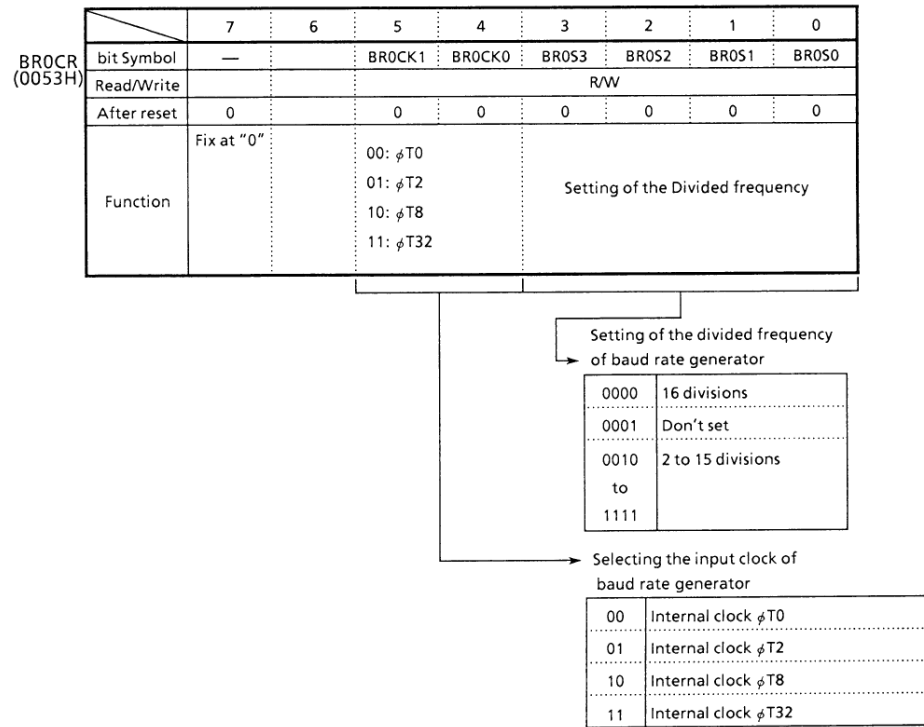 7 6 5 4 3 2 1 0
BR0CR
(0053H)
bit Symbol — BR0CK1 BR0CK0 BR0S3 BR0S2 BR0S1 BR0S0
Read/Write R/W
After reset 0 0 0 0 0 0 0
Function
Fix at "0"
00: ϕT0
01: ϕT2
10: ϕT8
11: ϕT32
Setting of the Divided frequency
Setting of the divided frequency
of baud rate generator
0000 16 divisions
0001 Don't set
0010 2 to 15 divisions
to
1111
Selecting the input clock of
baud rate generator
00 Internal clock ϕT0
01 Internal clock ϕT2
10 Internal clock ϕT8
11 Internal clock ϕT32